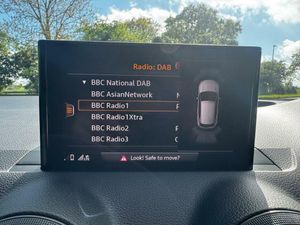 Radio: DAB
BBC National DAB
BBC AsianNetwork
BBC Radio1
BBC Radio1Xtra
BBC Radio2
BBC Radio3
Look! Safe to move?